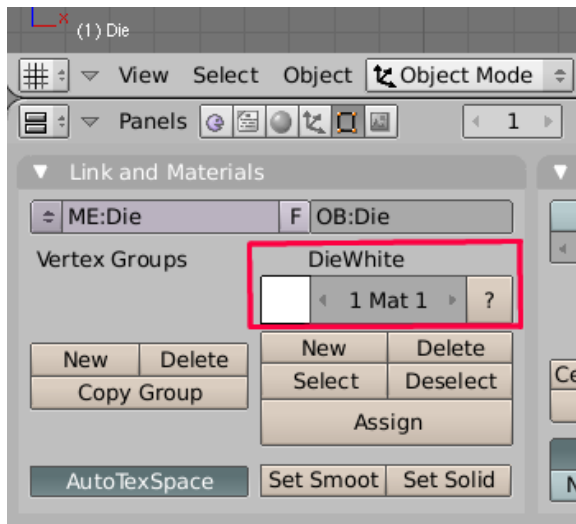 x
(1) Die
View Select Object Object Mode
Panels 1
Link and Materials
ME:Die F OB:Die
Vertex Groups DieWhite
1 Mat 1 ?
New Delete New Delete
Copy Group Select Deselect
Assign
AutoTexSpace Set Smoot Set Solid